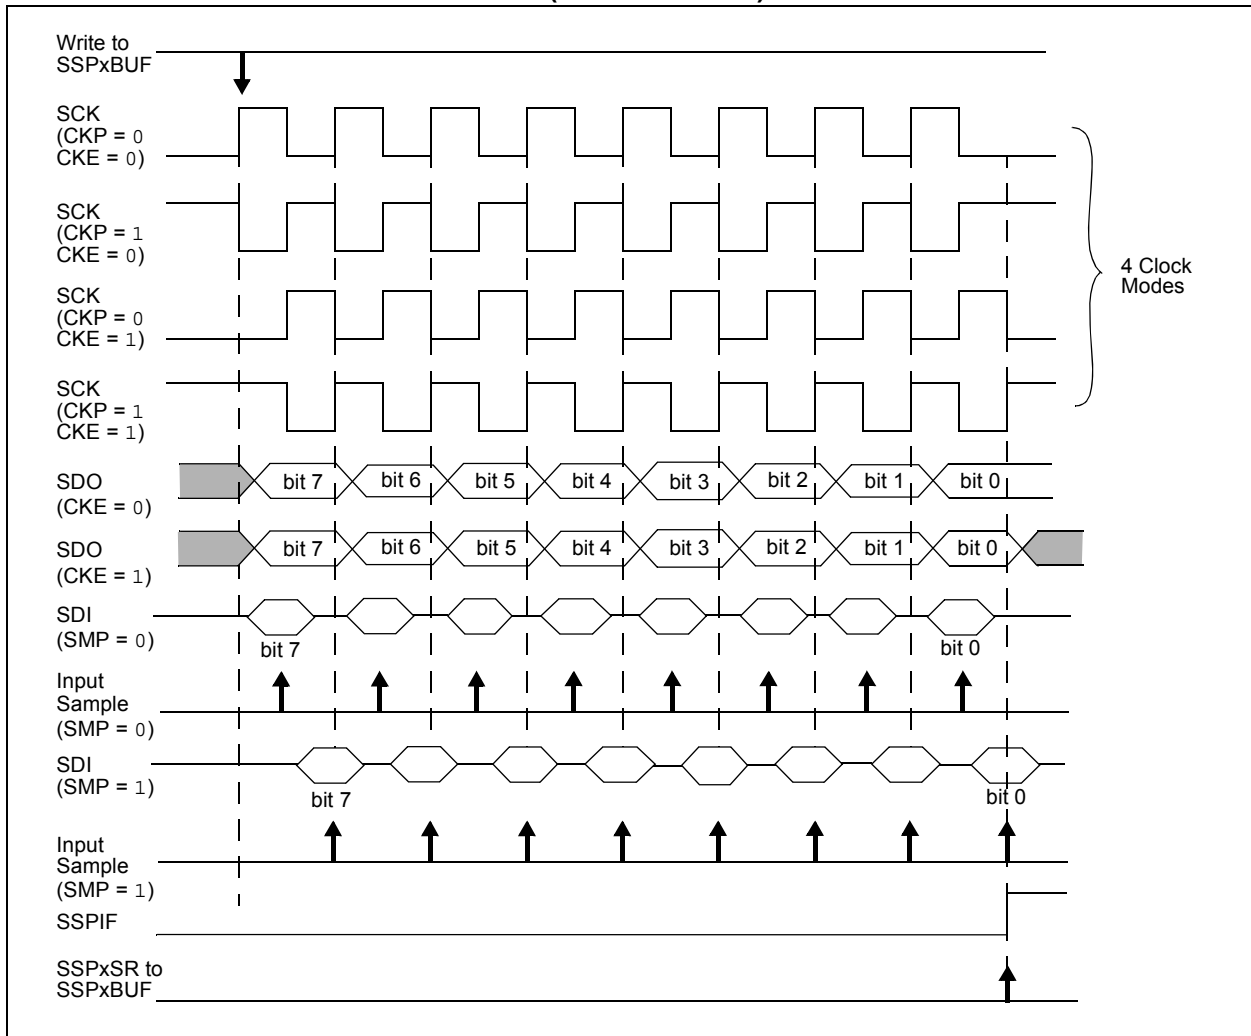 Write to
SSPxBUF
SCK
(CKP = 0
CKE = 0)
SCK
(CKP = 1
CKE = 0)
SCK
(CKP = 0
CKE = 1)
4 Clock
Modes
SCK
(CKP = 1
CKE = 1)
SDO
(CKE = 0)
bit 7 bit 6 bit 5 bit 4 bit 3 bit 2 bit 1 bit 0
SDO
(CKE = 1)
bit 7 bit 6 bit 5 bit 4 bit 3 bit 2 bit 1 bit 0
SDI
(SMP = 0)
bit 7 bit 0
Input
Sample
(SMP = 0)
SDI
(SMP = 1)
bit 7 bit 0
Input
Sample
(SMP = 1)
SSPIF
SSPxSR to
SSPxBUF